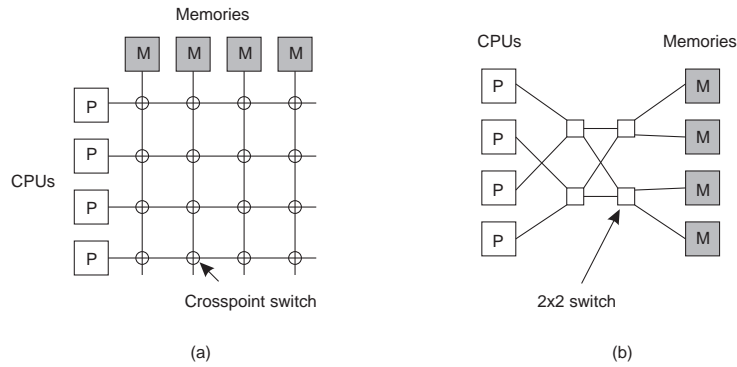 Memories
M M M M
P
P
CPUs
P
P
Crosspoint switch
(a)
CPUs Memories
P M
P M
P M
P M
2x2 switch
(b)